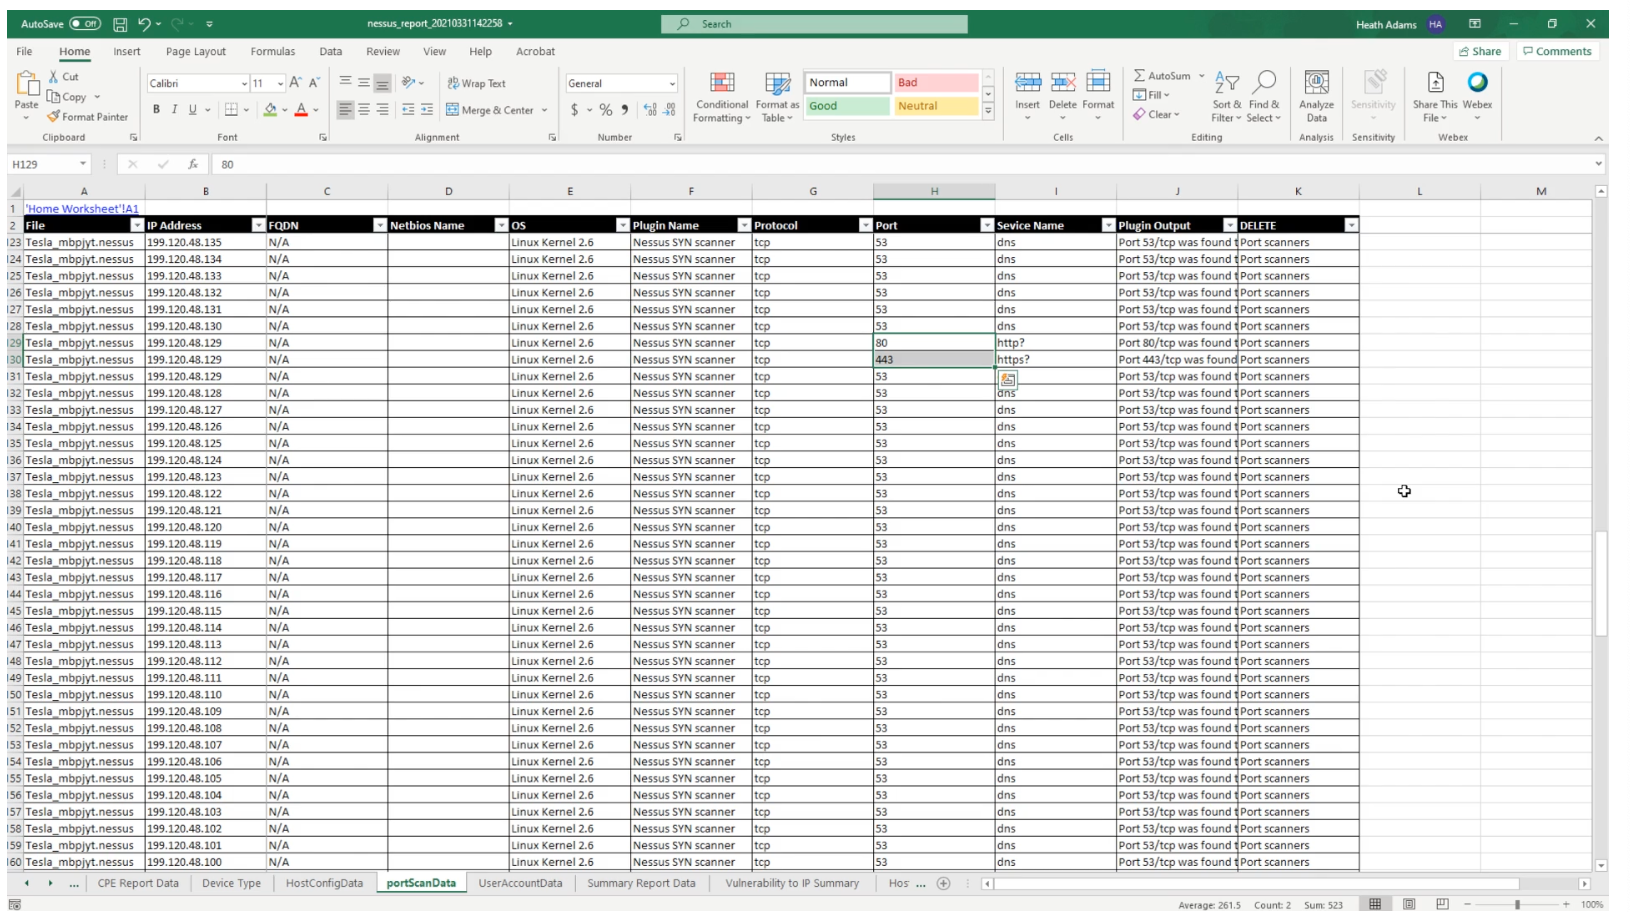 AutoSave Off nessus_report_20210331142258 Search Heath Adams HA
File Home Insert Page Layout Formulas Data Review View Help Acrobat Share Comments
Paste Cut Copy Format Painter Clipboard
Calibri 11 A A B I U A Font
Wrap Text Merge & Center Alignment
General $ % 9 Number
Conditional Formatting Format as Table Normal Bad Good Neutral Styles
Insert Delete Format Cells
AutoSum Fill Clear Sort & Filter Find & Select Editing
Analyze Data Analysis Sensitivity Sensitivity Share This File Webex Webex
H129 fx 80
A B C D E F G H I J K L M
1 'Home Worksheet'!A1
2 File IP Address FQDN Netbios Name OS Plugin Name Protocol Port Sevice Name Plugin Output DELETE
123 Tesla_mbpjyt.nessus 199.120.48.135 N/A Linux Kernel 2.6 Nessus SYN scanner tcp 53 dns Port 53/tcp was found t Port scanners
124 Tesla_mbpjyt.nessus 199.120.48.134 N/A Linux Kernel 2.6 Nessus SYN scanner tcp 53 dns Port 53/tcp was found t Port scanners
125 Tesla_mbpjyt.nessus 199.120.48.133 N/A Linux Kernel 2.6 Nessus SYN scanner tcp 53 dns Port 53/tcp was found t Port scanners
126 Tesla_mbpjyt.nessus 199.120.48.132 N/A Linux Kernel 2.6 Nessus SYN scanner tcp 53 dns Port 53/tcp was found t Port scanners
127 Tesla_mbpjyt.nessus 199.120.48.131 N/A Linux Kernel 2.6 Nessus SYN scanner tcp 53 dns Port 53/tcp was found t Port scanners
128 Tesla_mbpjyt.nessus 199.120.48.130 N/A Linux Kernel 2.6 Nessus SYN scanner tcp 53 dns Port 53/tcp was found t Port scanners
129 Tesla_mbpjyt.nessus 199.120.48.129 N/A Linux Kernel 2.6 Nessus SYN scanner tcp 80 http? Port 80/tcp was found t Port scanners
130 Tesla_mbpjyt.nessus 199.120.48.129 N/A Linux Kernel 2.6 Nessus SYN scanner tcp 443 https? Port 443/tcp was found Port scanners
131 Tesla_mbpjyt.nessus 199.120.48.129 N/A Linux Kernel 2.6 Nessus SYN scanner tcp 53 Port 53/tcp was found t Port scanners
132 Tesla_mbpjyt.nessus 199.120.48.128 N/A Linux Kernel 2.6 Nessus SYN scanner tcp 53 dns Port 53/tcp was found t Port scanners
133 Tesla_mbpjyt.nessus 199.120.48.127 N/A Linux Kernel 2.6 Nessus SYN scanner tcp 53 dns Port 53/tcp was found t Port scanners
134 Tesla_mbpjyt.nessus 199.120.48.126 N/A Linux Kernel 2.6 Nessus SYN scanner tcp 53 dns Port 53/tcp was found t Port scanners
135 Tesla_mbpjyt.nessus 199.120.48.125 N/A Linux Kernel 2.6 Nessus SYN scanner tcp 53 dns Port 53/tcp was found t Port scanners
136 Tesla_mbpjyt.nessus 199.120.48.124 N/A Linux Kernel 2.6 Nessus SYN scanner tcp 53 dns Port 53/tcp was found t Port scanners
137 Tesla_mbpjyt.nessus 199.120.48.123 N/A Linux Kernel 2.6 Nessus SYN scanner tcp 53 dns Port 53/tcp was found t Port scanners
138 Tesla_mbpjyt.nessus 199.120.48.122 N/A Linux Kernel 2.6 Nessus SYN scanner tcp 53 dns Port 53/tcp was found t Port scanners
139 Tesla_mbpjyt.nessus 199.120.48.121 N/A Linux Kernel 2.6 Nessus SYN scanner tcp 53 dns Port 53/tcp was found t Port scanners
140 Tesla_mbpjyt.nessus 199.120.48.120 N/A Linux Kernel 2.6 Nessus SYN scanner tcp 53 dns Port 53/tcp was found t Port scanners
141 Tesla_mbpjyt.nessus 199.120.48.119 N/A Linux Kernel 2.6 Nessus SYN scanner tcp 53 dns Port 53/tcp was found t Port scanners
142 Tesla_mbpjyt.nessus 199.120.48.118 N/A Linux Kernel 2.6 Nessus SYN scanner tcp 53 dns Port 53/tcp was found t Port scanners
143 Tesla_mbpjyt.nessus 199.120.48.117 N/A Linux Kernel 2.6 Nessus SYN scanner tcp 53 dns Port 53/tcp was found t Port scanners
144 Tesla_mbpjyt.nessus 199.120.48.116 N/A Linux Kernel 2.6 Nessus SYN scanner tcp 53 dns Port 53/tcp was found t Port scanners
145 Tesla_mbpjyt.nessus 199.120.48.115 N/A Linux Kernel 2.6 Nessus SYN scanner tcp 53 dns Port 53/tcp was found t Port scanners
146 Tesla_mbpjyt.nessus 199.120.48.114 N/A Linux Kernel 2.6 Nessus SYN scanner tcp 53 dns Port 53/tcp was found t Port scanners
147 Tesla_mbpjyt.nessus 199.120.48.113 N/A Linux Kernel 2.6 Nessus SYN scanner tcp 53 dns Port 53/tcp was found t Port scanners
148 Tesla_mbpjyt.nessus 199.120.48.112 N/A Linux Kernel 2.6 Nessus SYN scanner tcp 53 dns Port 53/tcp was found t Port scanners
149 Tesla_mbpjyt.nessus 199.120.48.111 N/A Linux Kernel 2.6 Nessus SYN scanner tcp 53 dns Port 53/tcp was found t Port scanners
150 Tesla_mbpjyt.nessus 199.120.48.110 N/A Linux Kernel 2.6 Nessus SYN scanner tcp 53 dns Port 53/tcp was found t Port scanners
151 Tesla_mbpjyt.nessus 199.120.48.109 N/A Linux Kernel 2.6 Nessus SYN scanner tcp 53 dns Port 53/tcp was found t Port scanners
152 Tesla_mbpjyt.nessus 199.120.48.108 N/A Linux Kernel 2.6 Nessus SYN scanner tcp 53 dns Port 53/tcp was found t Port scanners
153 Tesla_mbpjyt.nessus 199.120.48.107 N/A Linux Kernel 2.6 Nessus SYN scanner tcp 53 dns Port 53/tcp was found t Port scanners
154 Tesla_mbpjyt.nessus 199.120.48.106 N/A Linux Kernel 2.6 Nessus SYN scanner tcp 53 dns Port 53/tcp was found t Port scanners
155 Tesla_mbpjyt.nessus 199.120.48.105 N/A Linux Kernel 2.6 Nessus SYN scanner tcp 53 dns Port 53/tcp was found t Port scanners
156 Tesla_mbpjyt.nessus 199.120.48.104 N/A Linux Kernel 2.6 Nessus SYN scanner tcp 53 dns Port 53/tcp was found t Port scanners
157 Tesla_mbpjyt.nessus 199.120.48.103 N/A Linux Kernel 2.6 Nessus SYN scanner tcp 53 dns Port 53/tcp was found t Port scanners
158 Tesla_mbpjyt.nessus 199.120.48.102 N/A Linux Kernel 2.6 Nessus SYN scanner tcp 53 dns Port 53/tcp was found t Port scanners
159 Tesla_mbpjyt.nessus 199.120.48.101 N/A Linux Kernel 2.6 Nessus SYN scanner tcp 53 dns Port 53/tcp was found t Port scanners
160 Tesla_mbpjyt.nessus 199.120.48.100 N/A Linux Kernel 2.6 Nessus SYN scanner tcp 53 dns Port 53/tcp was found t Port scanners
... CPE Report Data Device Type HostConfigData portScanData UserAccountData Summary Report Data Vulnerability to IP Summary Hos ...
Average: 261.5 Count: 2 Sum: 523 100%